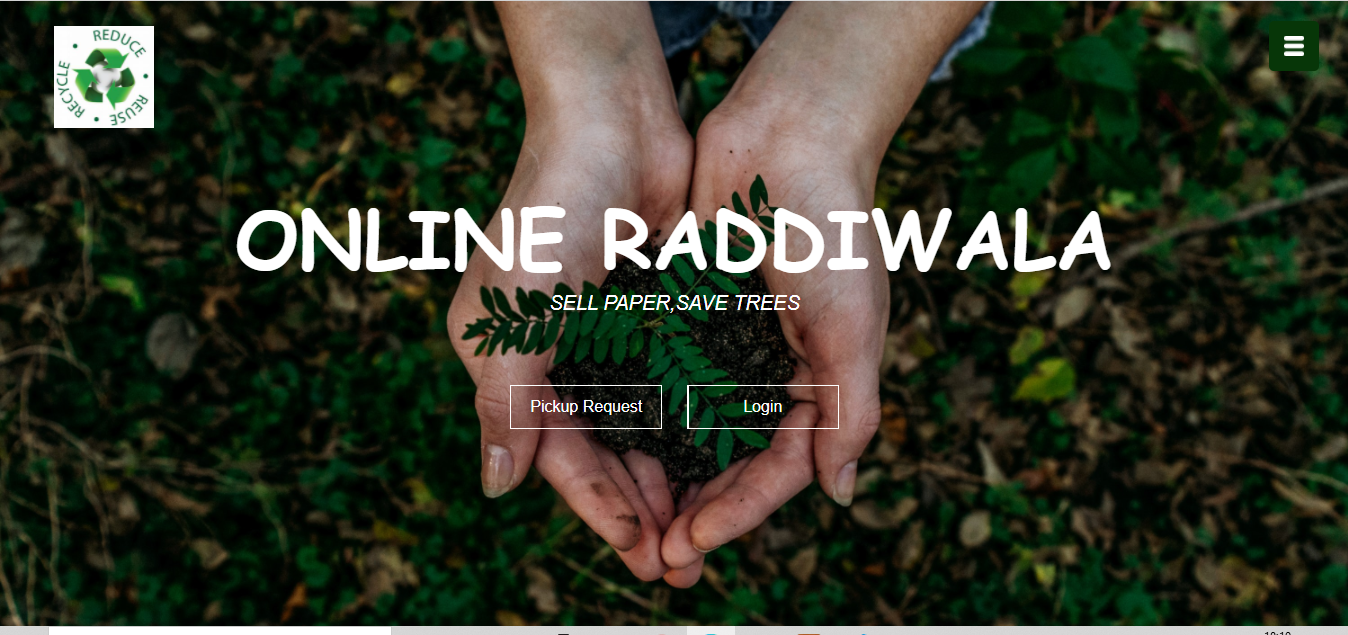 REDUCE
REUSE
RECYCLE
ONLINE RADDIWALA
SELL PAPER,SAVE TREES
Pickup Request
Login